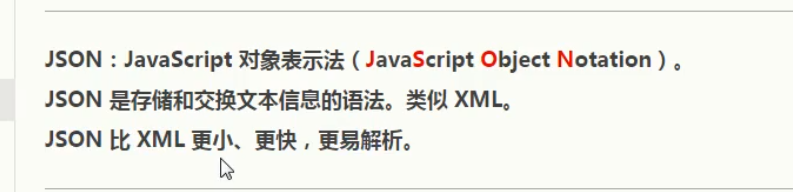 JSON：JavaScript 对象表示法（JavaScript Object Notation）。
JSON 是存储和交换文本信息的语法。类似 XML。
JSON 比 XML 更小、更快，更易解析。